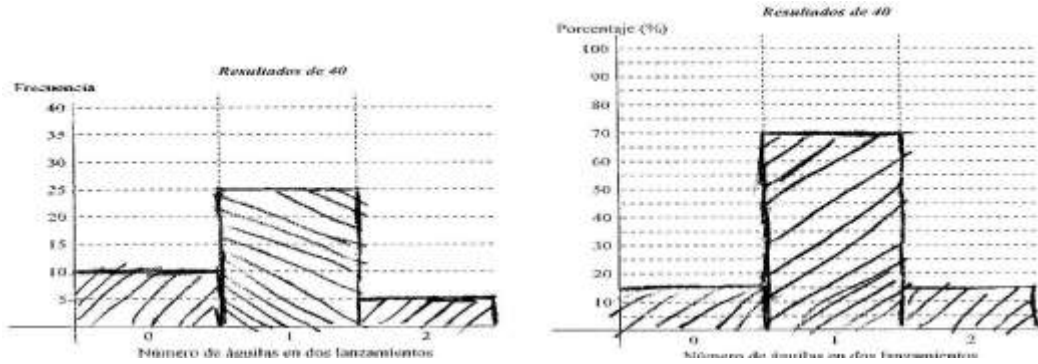 Resultados de 40
Frecuencia
40
35
30
25
20
15
10
5
0 1 2
Número de águilas en dos lanzamientos
Resultados de 40
Porcentaje (%)
100
90
80
70
60
50
40
30
20
10
0 1 2
Número de águilas en dos lanzamientos